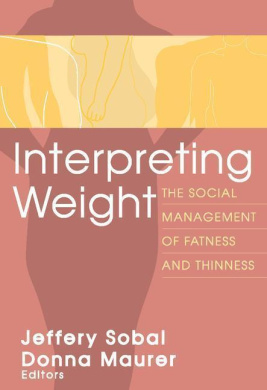 Interpreting
Weight
THE SOCIAL
MANAGEMENT
OF FATNESS
AND THINNESS
Jeffery Sobal
Donna Maurer
Editors